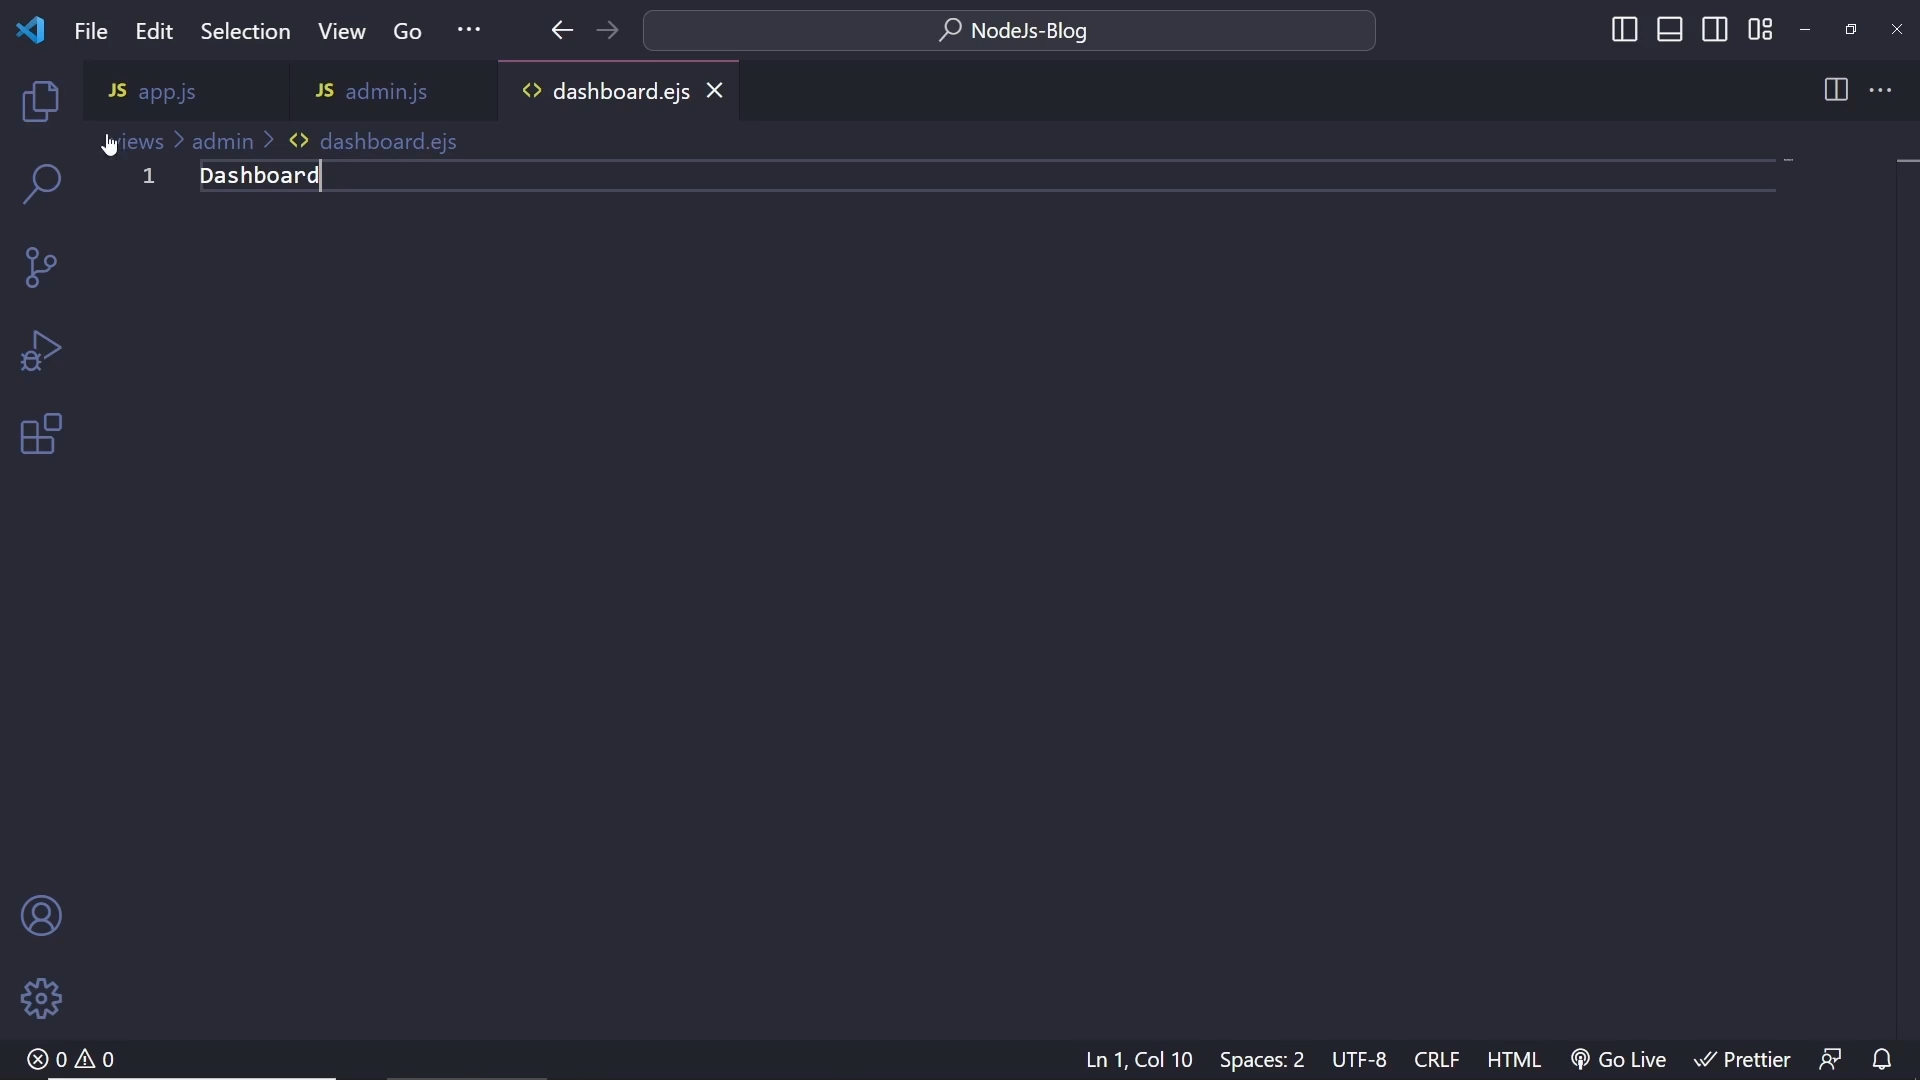 File Edit Selection View Go ··· NodeJs-Blog
JS app.js JS admin.js <> dashboard.ejs
views > admin > <> dashboard.ejs
1 Dashboard
0 0 Ln 1, Col 10 Spaces: 2 UTF-8 CRLF HTML Go Live Prettier